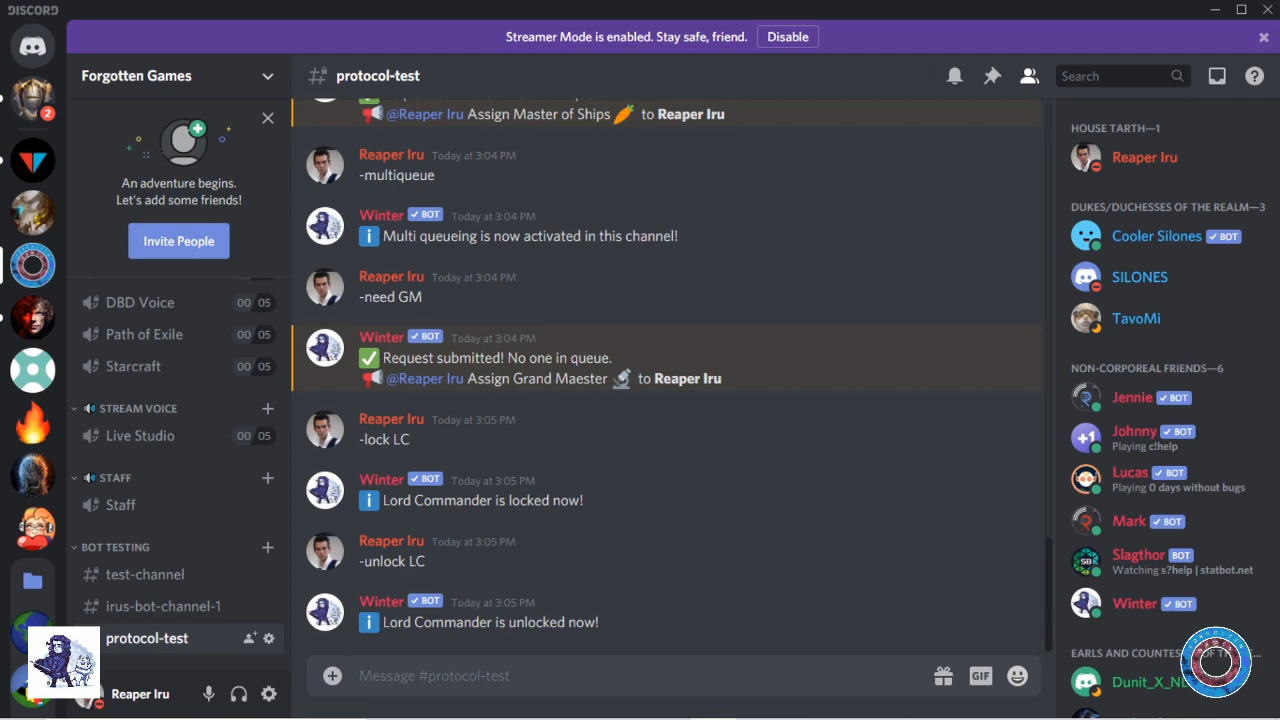 DISCORD
Streamer Mode is enabled. Stay safe, friend.
Disable
Forgotten Games
2
An adventure begins.
Let's add some friends!
Invite People
DBD Voice 00 05
Path of Exile 00 05
Starcraft 00 05
STREAM VOICE
Live Studio 00 05
STAFF
Staff
BOT TESTING
test-channel
irus-bot-channel-1
protocol-test
Reaper Iru
protocol-test
Search
@Reaper Iru Assign Master of Ships 🥕 to Reaper Iru
Reaper Iru Today at 3:04 PM
-multiqueue
Winter BOT Today at 3:04 PM
Multi queueing is now activated in this channel!
Reaper Iru Today at 3:04 PM
-need GM
Winter BOT Today at 3:04 PM
Request submitted! No one in queue.
@Reaper Iru Assign Grand Maester 🔬 to Reaper Iru
Reaper Iru Today at 3:05 PM
-lock LC
Winter BOT Today at 3:05 PM
Lord Commander is locked now!
Reaper Iru Today at 3:05 PM
-unlock LC
Winter BOT Today at 3:05 PM
Lord Commander is unlocked now!
Message #protocol-test
GIF
HOUSE TARTH—1
Reaper Iru
DUKES/DUCHESSES OF THE REALM—3
Cooler Silones BOT
SILONES
TavoMi
NON-CORPOREAL FRIENDS—6
Jennie BOT
+1
Johnny BOT
Playing c!help
Lucas BOT
Playing 0 days without bugs
Mark BOT
SB
Slagthor BOT
Watching s?help | statbot.net
Winter BOT
EARLS AND COUNTES
Dunit_X_NE